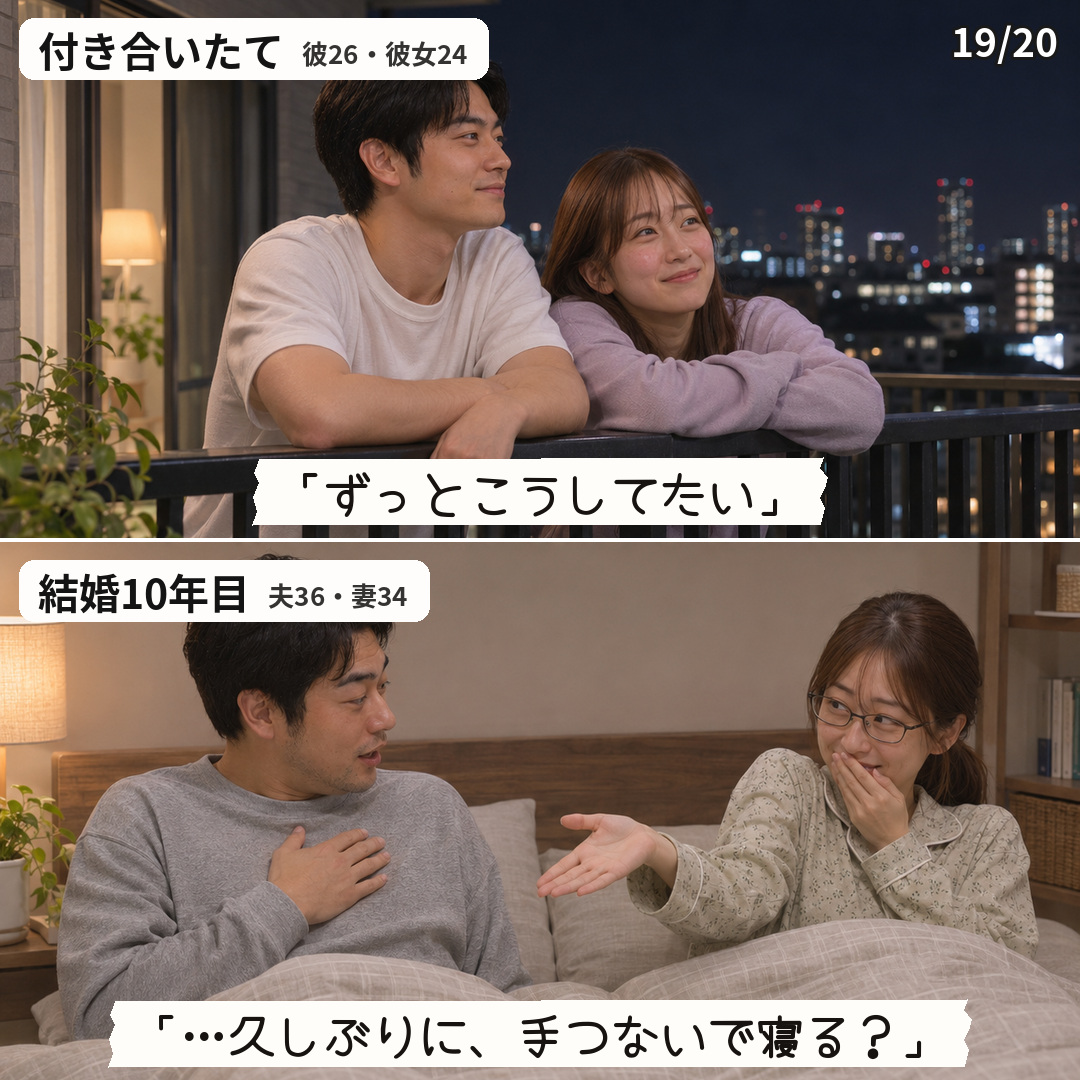 付き合いたて 彼26・彼女24
19/20
「ずっとこうしてたい」
結婚10年目 夫36・妻34
「…久しぶりに、手つないで寝る？」